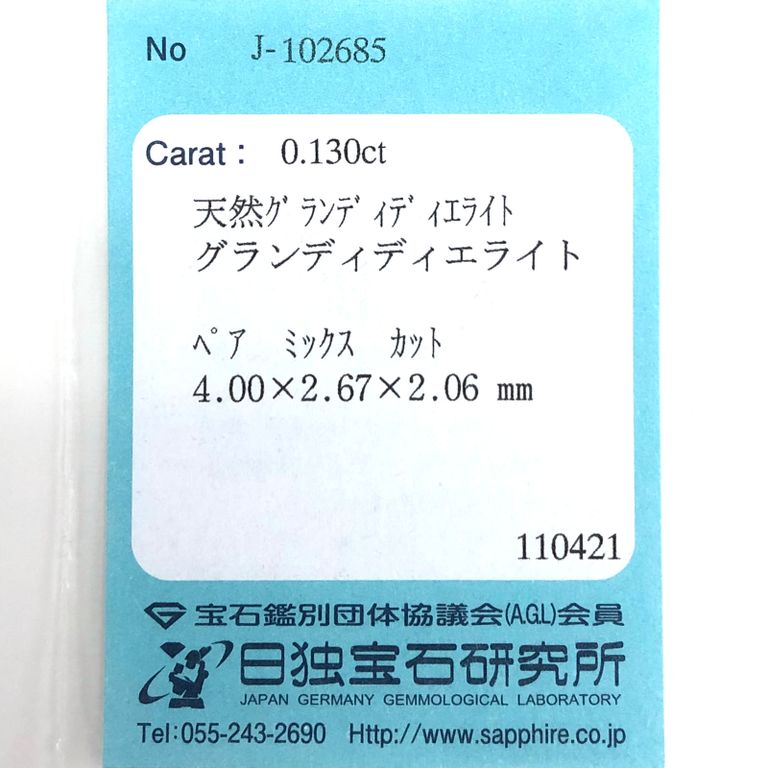 No J-102685
Carat： 0.130ct
天然ｸﾞﾗﾝﾃﾞｨﾃﾞｨｴﾗｲﾄ
グランディディエライト
ﾍﾟｱ ﾐｯｸｽ ｶｯﾄ
4.00×2.67×2.06 mm
110421
宝石鑑別団体協議会(A.G.L)会員
日独宝石研究所
JAPAN GERMANY GEMMOLOGICAL LABORATORY
Tel:055-243-2690 Http://www.sapphire.co.jp